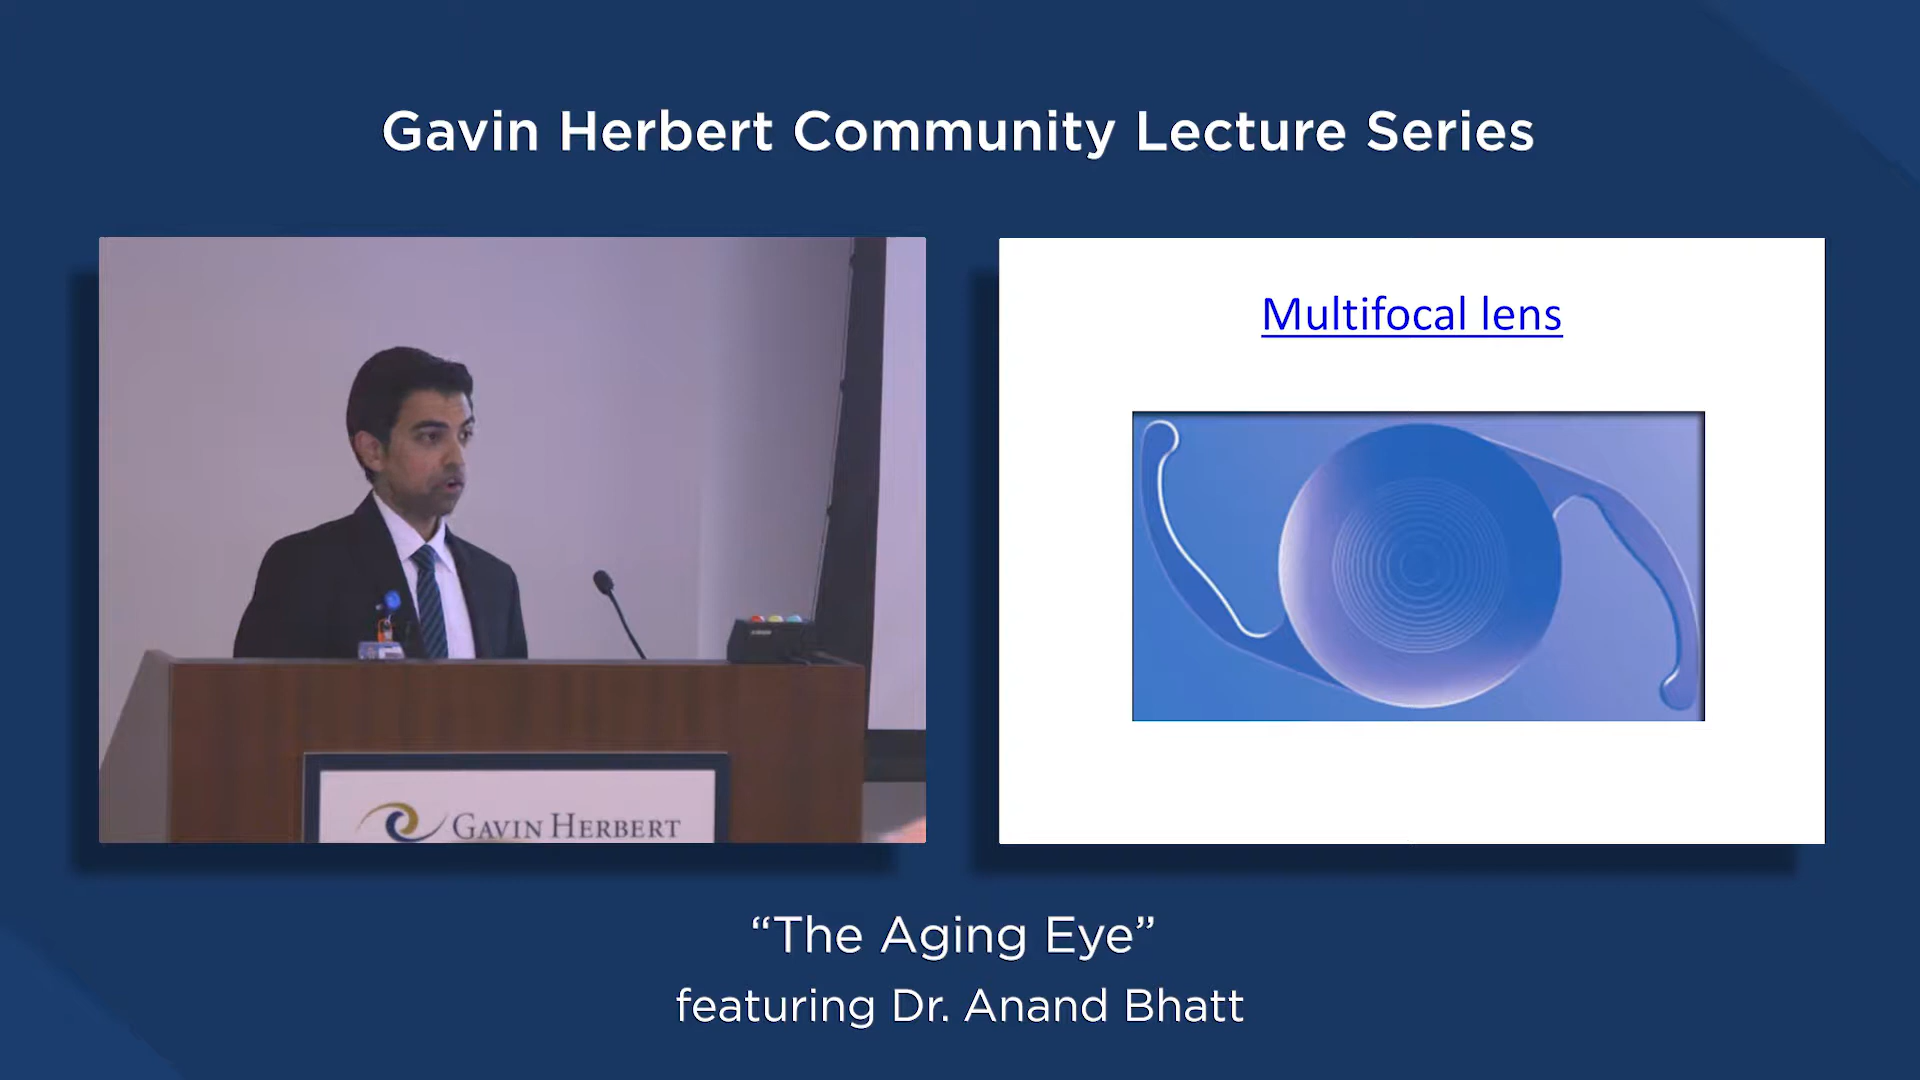 Gavin Herbert Community Lecture Series
Multifocal lens
GAVIN HERBERT
“The Aging Eye”
featuring Dr. Anand Bhatt